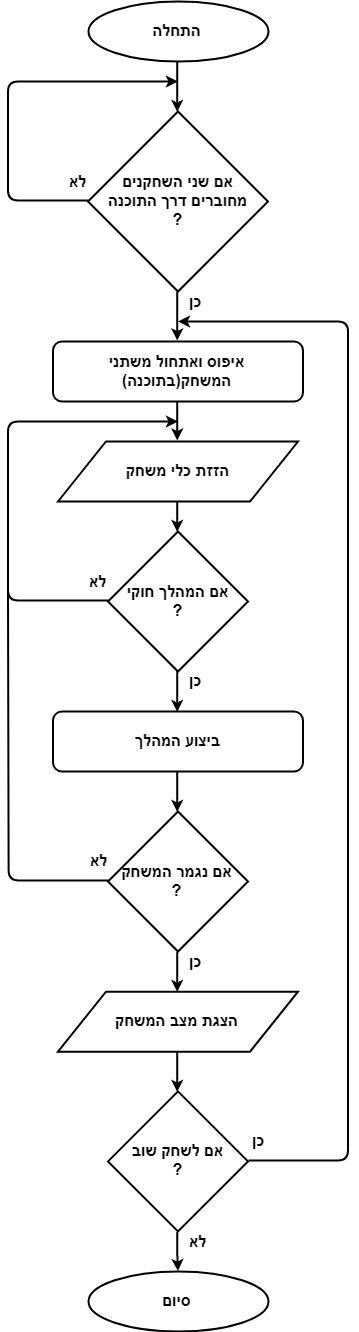 התחלה
אם שני השחקנים
מחוברים דרך התוכנה
?
לא
כן
איפוס ואתחול משתני
המשחק(בתוכנה)
הזזת כלי משחק
אם המהלך חוקי
?
לא
כן
ביצוע המהלך
אם נגמר המשחק
?
לא
כן
הצגת מצב המשחק
אם לשחק שוב
?
כן
לא
סיום